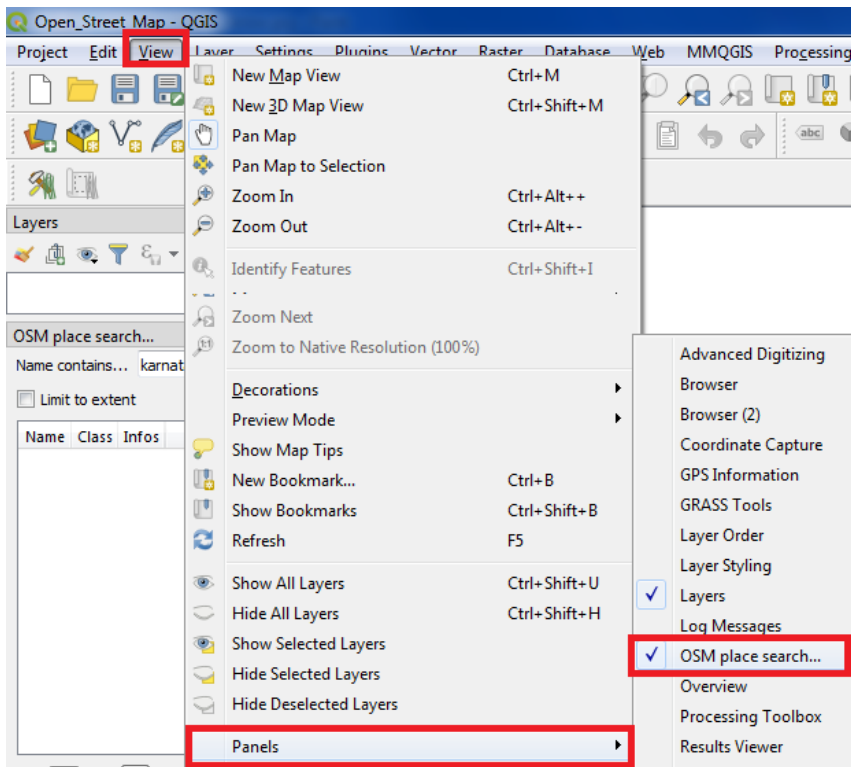 Open_Street_Map - QGIS
Project Edit View Layer Settings Plugins Vector Raster Database Web MMQGIS Processing
New Map View Ctrl+M
New 3D Map View Ctrl+Shift+M
Pan Map
abc
Pan Map to Selection
Zoom In Ctrl+Alt++
Zoom Out Ctrl+Alt+-
Identify Features Ctrl+Shift+I
Zoom Next
Zoom to Native Resolution (100%)
Decorations
Preview Mode
Show Map Tips
New Bookmark... Ctrl+B
Show Bookmarks Ctrl+Shift+B
Refresh F5
Show All Layers Ctrl+Shift+U
Hide All Layers Ctrl+Shift+H
Show Selected Layers
Hide Selected Layers
Hide Deselected Layers
Panels
Layers
OSM place search...
Name contains... karnat
Limit to extent
Name Class Infos
Advanced Digitizing
Browser
Browser (2)
Coordinate Capture
GPS Information
GRASS Tools
Layer Order
Layer Styling
Layers
Log Messages
OSM place search...
Overview
Processing Toolbox
Results Viewer